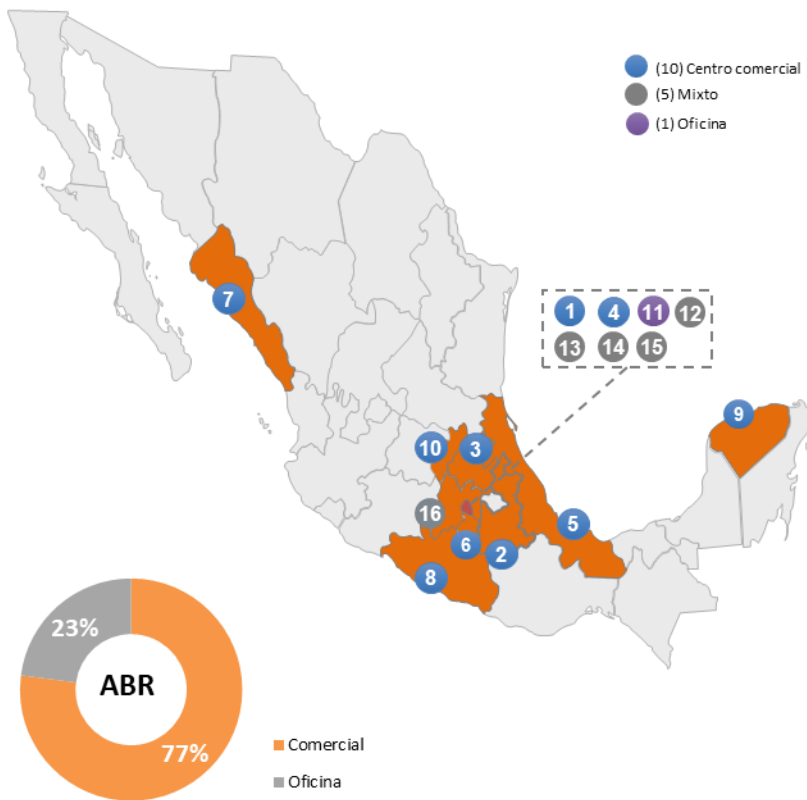 (10) Centro comercial
(5) Mixto
(1) Oficina
1 4 11 12
13 14 15
7
9
10 3
16
5
6 2
8
23%
ABR
77%
Comercial
Oficina